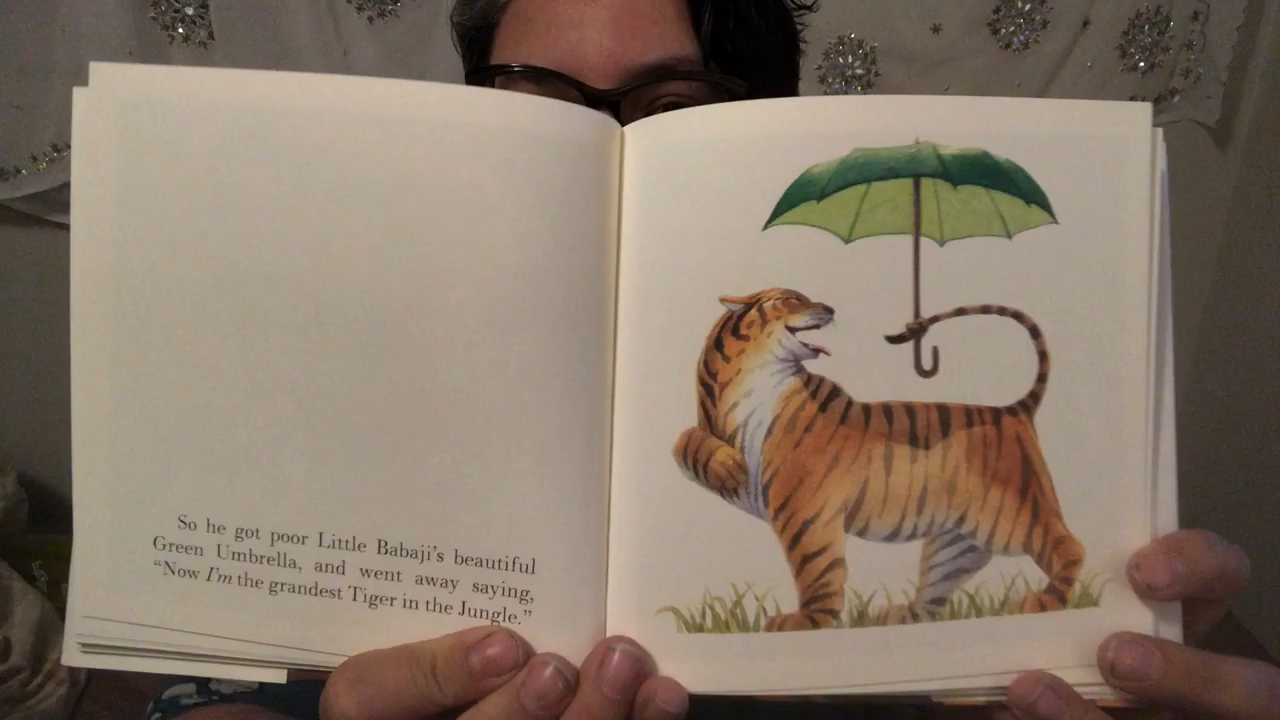 So he got poor Little Babaji's beautiful
Green Umbrella, and went away saying,
“Now I'm the grandest Tiger in the Jungle.”